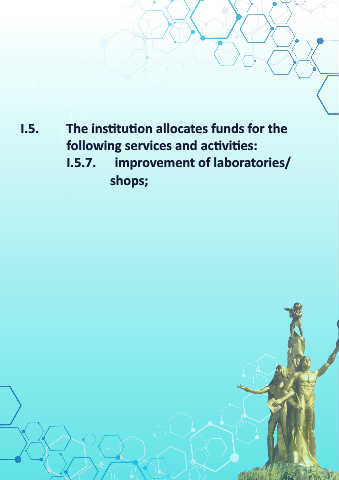 I.5. The institution allocates funds for the
following services and activities:
I.5.7. improvement of laboratories/
shops;